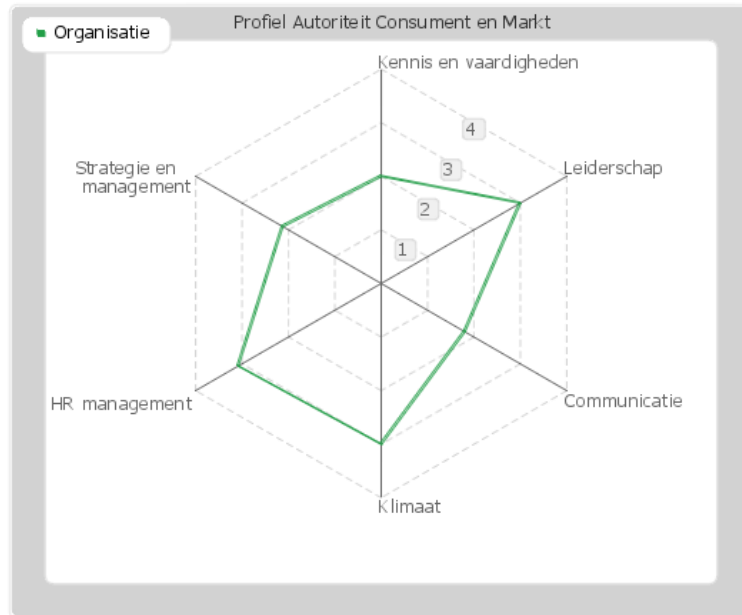 Profiel Autoriteit Consument en Markt
Organisatie
Kennis en vaardigheden
4
Strategie en
management
3
Leiderschap
2
1
HR management
Communicatie
Klimaat